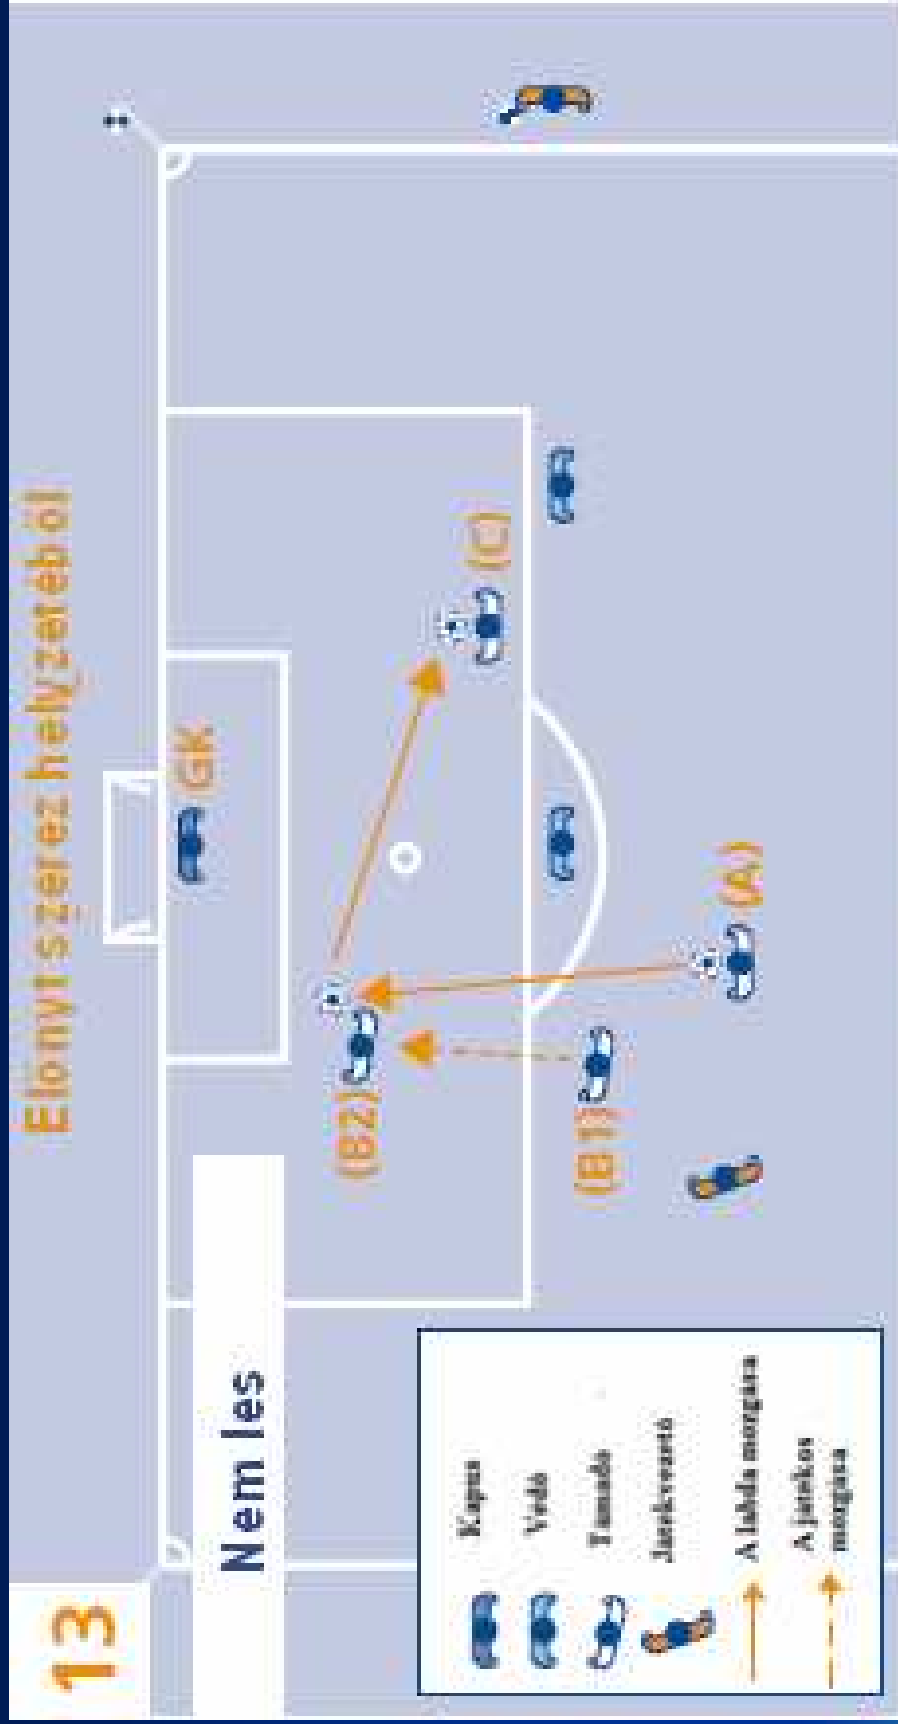 13
Előnyt szerez helyzetéből
Nem les
GK
(C)
(B2)
(B1)
(A)
Kapus
Védő
Támadó
Játékvezető
A labda mozgása
A játékos
mozgása